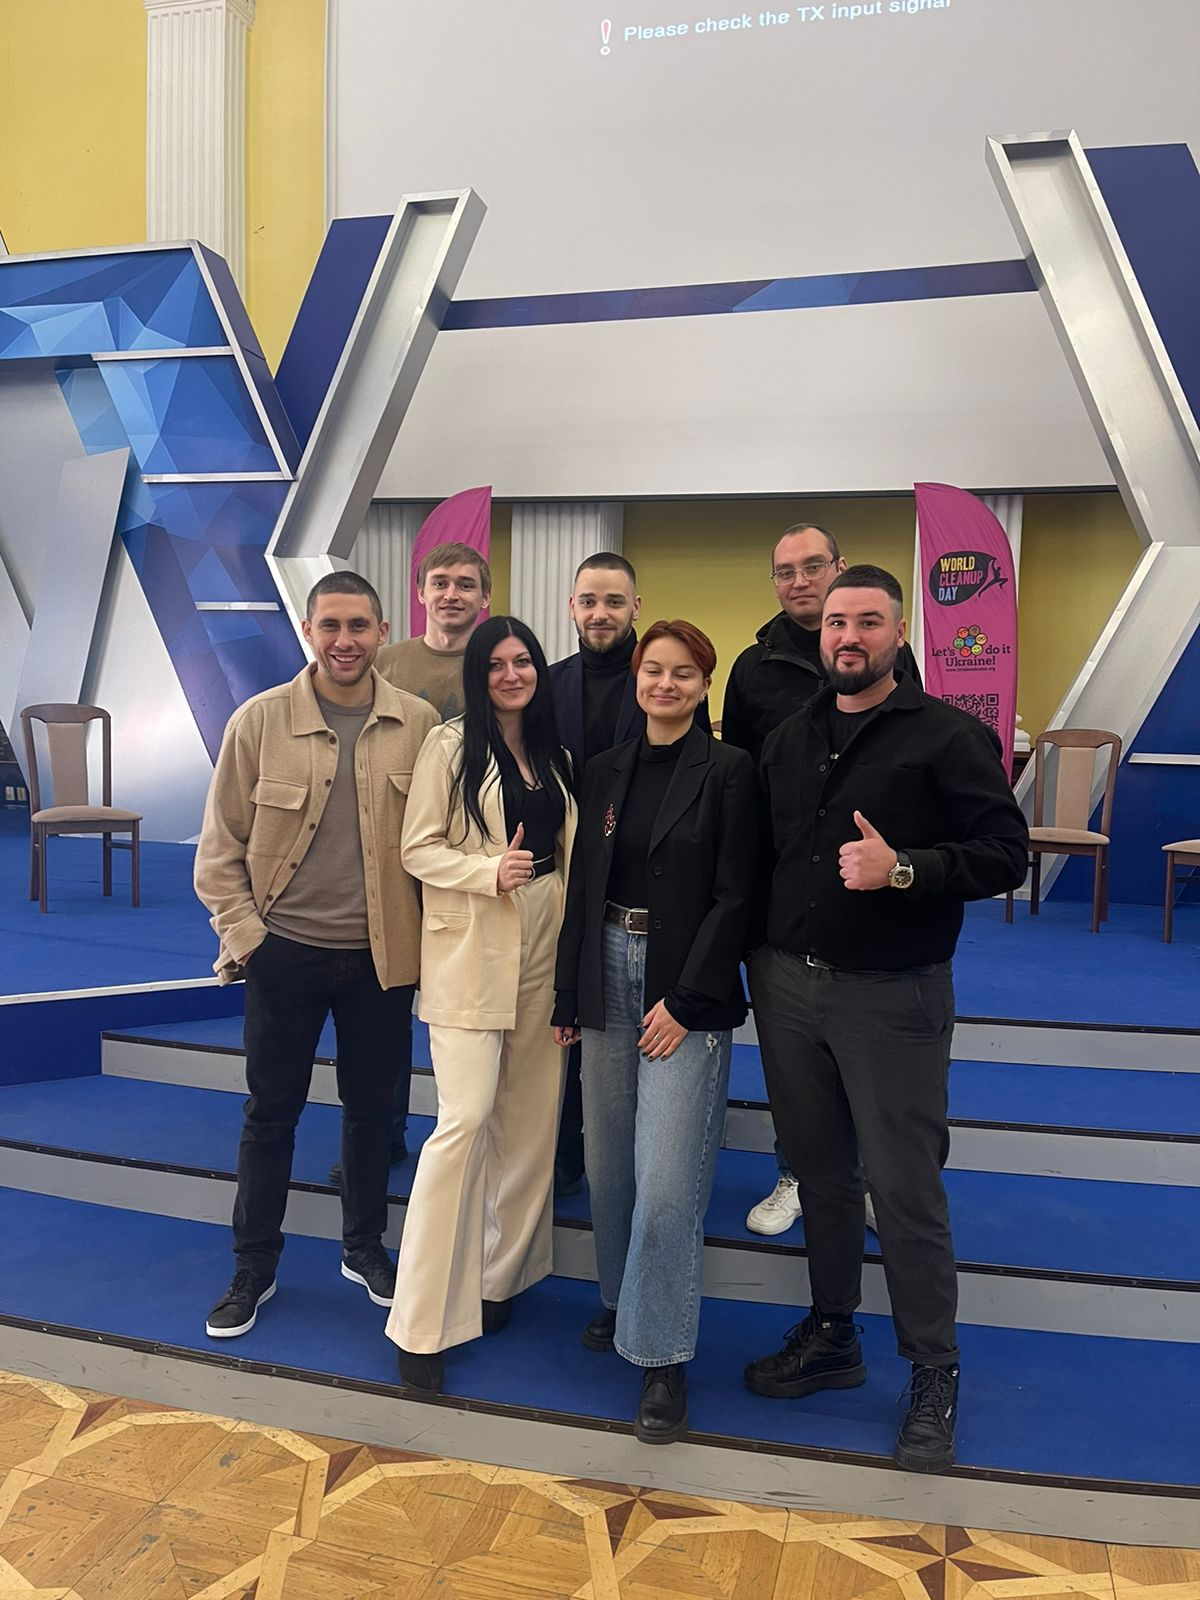 Please check the TX input signal
WORLD
CLEANUP
DAY
Let's do it
Ukraine!